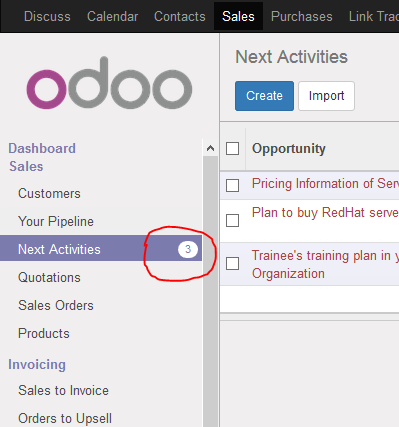 Discuss Calendar Contacts Sales Purchases Link Trac
odoo
Dashboard
Sales
Customers
Your Pipeline
Next Activities 3
Quotations
Sales Orders
Products
Invoicing
Sales to Invoice
Orders to Upsell
Next Activities
Create Import
Opportunity
Pricing Information of Serv
Plan to buy RedHat serve
Trainee's training plan in y
Organization